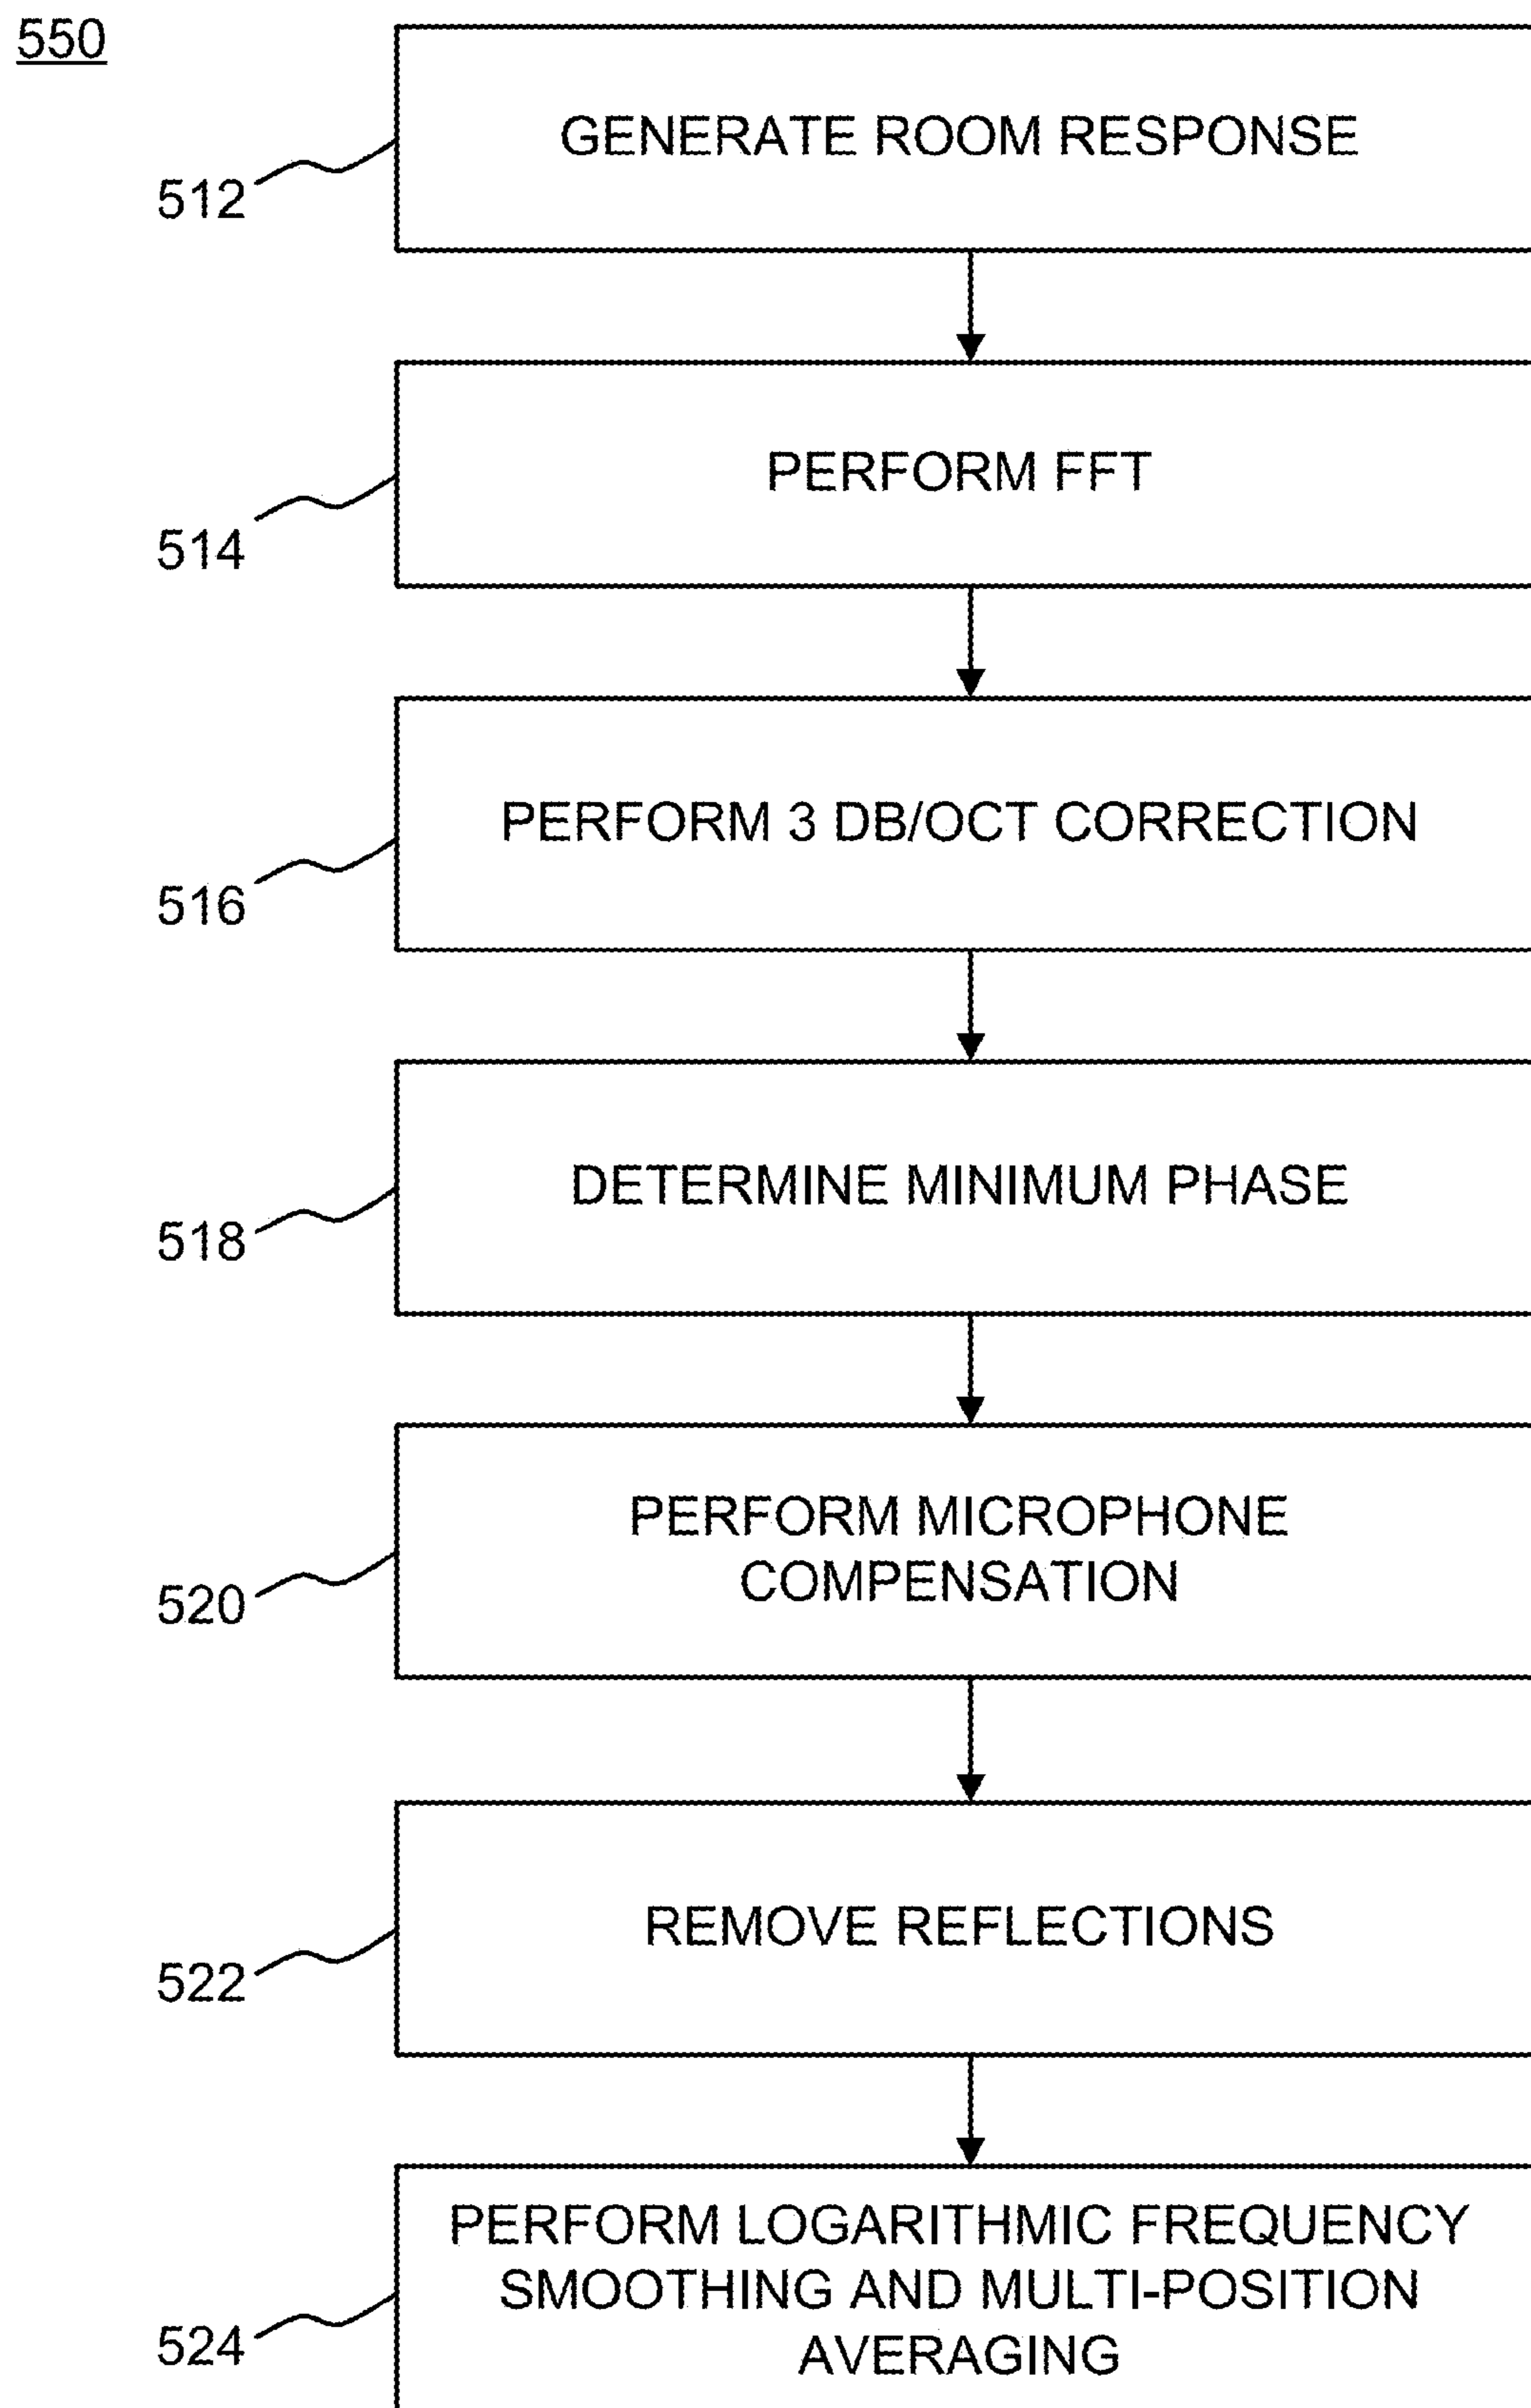 550
GENERATE ROOM RESPONSE
512
PERFORM FFT
514
PERFORM 3 DB/OCT CORRECTION
516
DETERMINE MINIMUM PHASE
518
PERFORM MICROPHONE
COMPENSATION
520
REMOVE REFLECTIONS
522
PERFORM LOGARITHMIC FREQUENCY
SMOOTHING AND MULTI-POSITION
AVERAGING
524